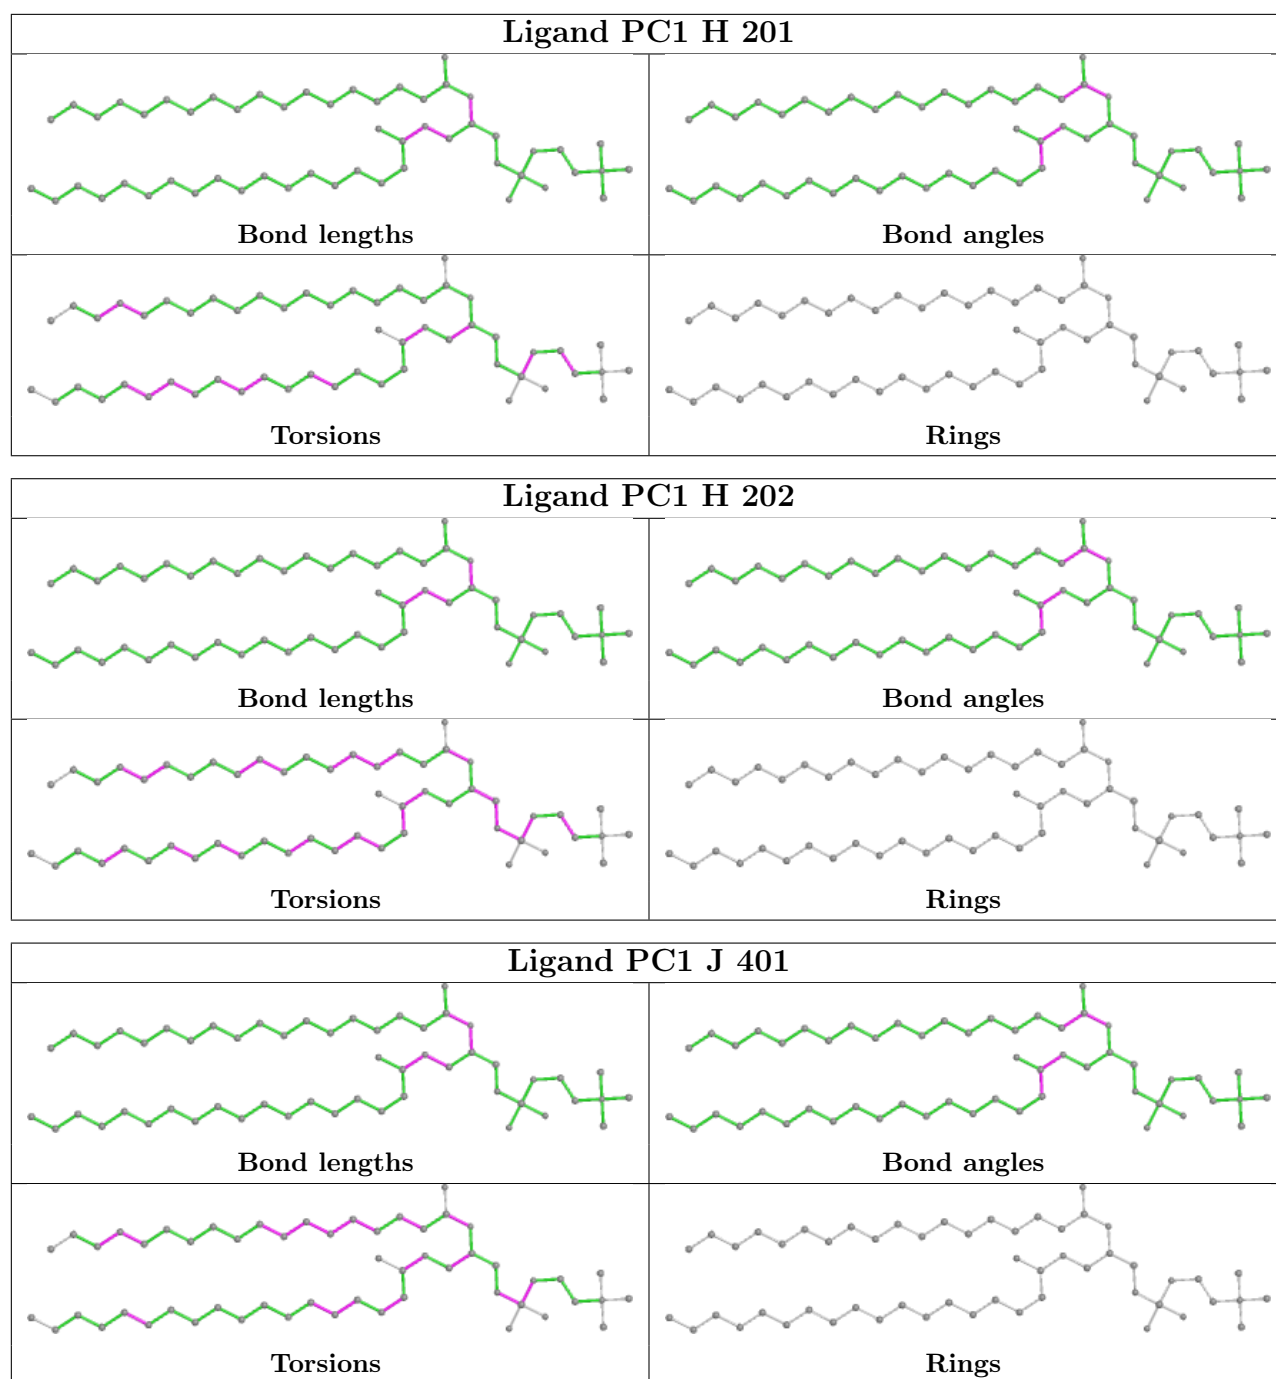 Ligand PC1 H 201
Bond lengths
Bond angles
Torsions
Rings
Ligand PC1 H 202
Bond lengths
Bond angles
Torsions
Rings
Ligand PC1 J 401
Bond lengths
Bond angles
Torsions
Rings